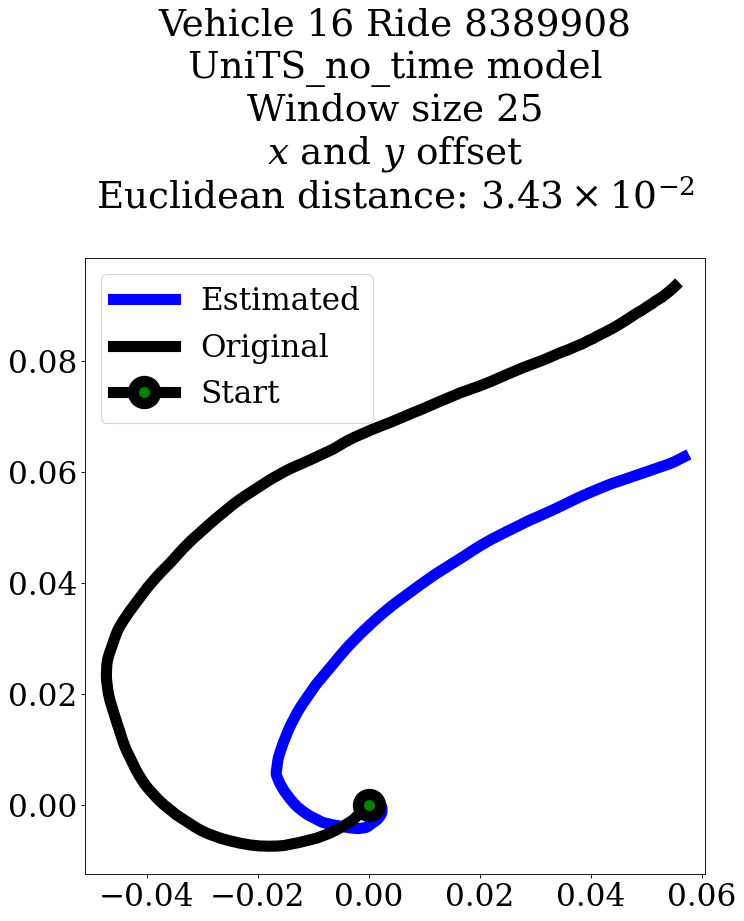 Vehicle 16 Ride 8389908
UniTS_no_time model
Window size 25
x and y offset
Euclidean distance: 3.43 × 10⁻²
Estimated
Original
Start
0.08
0.06
0.04
0.02
0.00
−0.04 −0.02 0.00 0.02 0.04 0.06